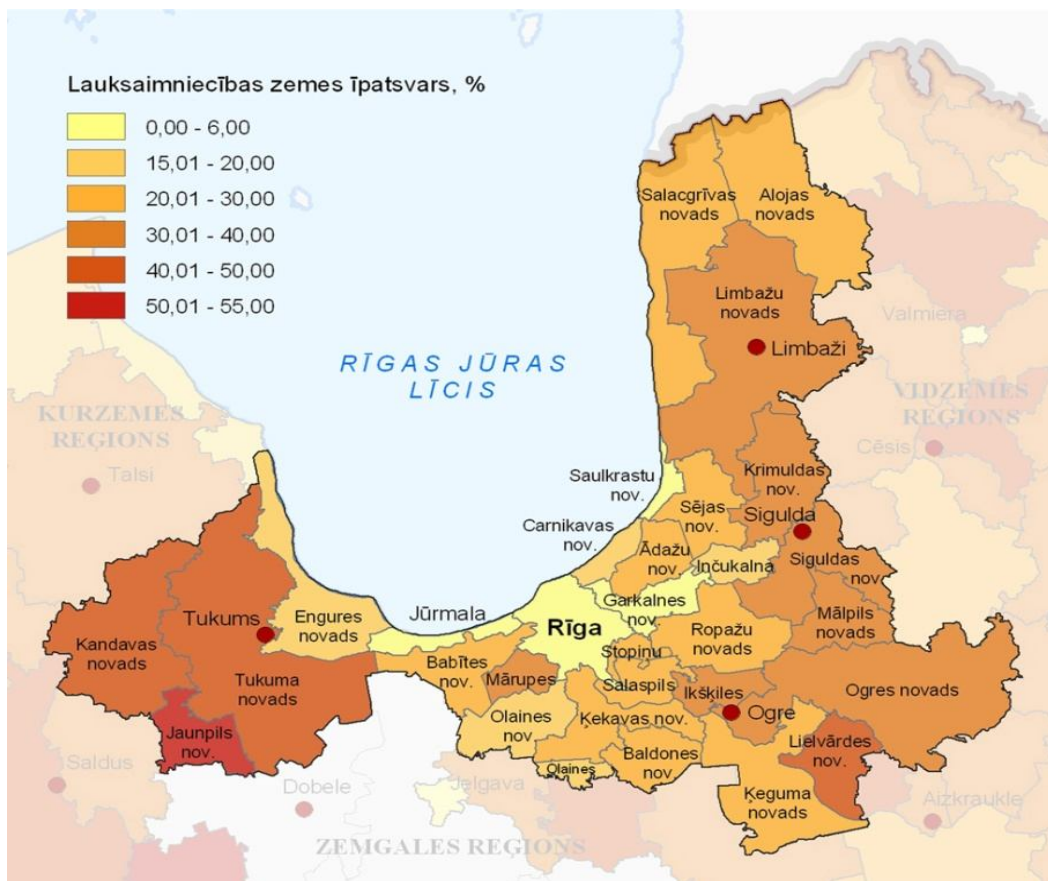 Lauksaimniecības zemes īpatsvars, %
0,00 - 6,00
15,01 - 20,00
20,01 - 30,00
30,01 - 40,00
40,01 - 50,00
50,01 - 55,00
Salacgrīvas
novads
Alojas
novads
Limbažu
novads
Limbaži
Valmiera
RĪGAS JŪRAS
LĪCIS
VIDZEMES
REĢIONS
Cēsis
KURZEMES
REĢIONS
Talsi
Saulkrastu
nov.
Krimuldas
nov.
Sējas
nov.
Sigulda
Carnikavas
nov.
Ādažu
nov.
Inčukalna
Siguldas
nov.
Garkalnes
nov.
Mālpils
novads
Jūrmala
Engures
novads
Tukums
Rīga
Ropažu
novads
Stopiņu
Kandavas
novads
Tukuma
novads
Babītes
nov.
Mārupes
Salaspils
Ikšķiles
Ogres novads
Ogre
Jaunpils
nov.
Olaines
nov.
Ķekavas nov.
Baldones
nov.
Lielvārdes
nov.
Olaines
Ķeguma
novads
Saldus
Dobele
Jelgava
Aizkraukle
ZEMGALES REĢIONS